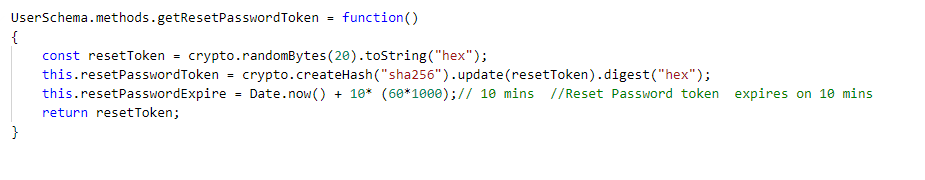 UserSchema.methods.getResetPasswordToken = function()
{
    const resetToken = crypto.randomBytes(20).toString("hex");
    this.resetPasswordToken = crypto.createHash("sha256").update(resetToken).digest("hex");
    this.resetPasswordExpire = Date.now() + 10* (60*1000);// 10 mins  //Reset Password token  expires on 10 mins
    return resetToken;
}